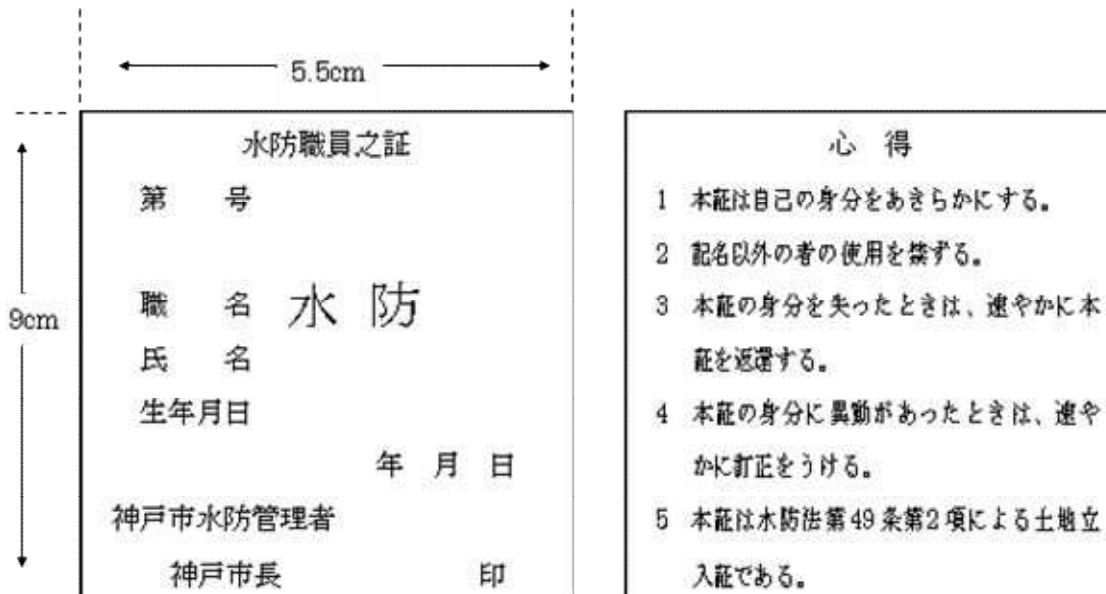 5.5cm
9cm
水防職員之証
第　号
職　名 水 防
氏　名
生年月日
年 月 日
神戸市水防管理者
神戸市長　印
心 得
1 本証は自己の身分をあきらかにする。
2 記名以外の者の使用を禁ずる。
3 本証の身分を失ったときは、速やかに本
証を返還する。
4 本証の身分に異動があったときは、速や
かに訂正をうける。
5 本証は水防法第49条第2項による土地立
入証である。